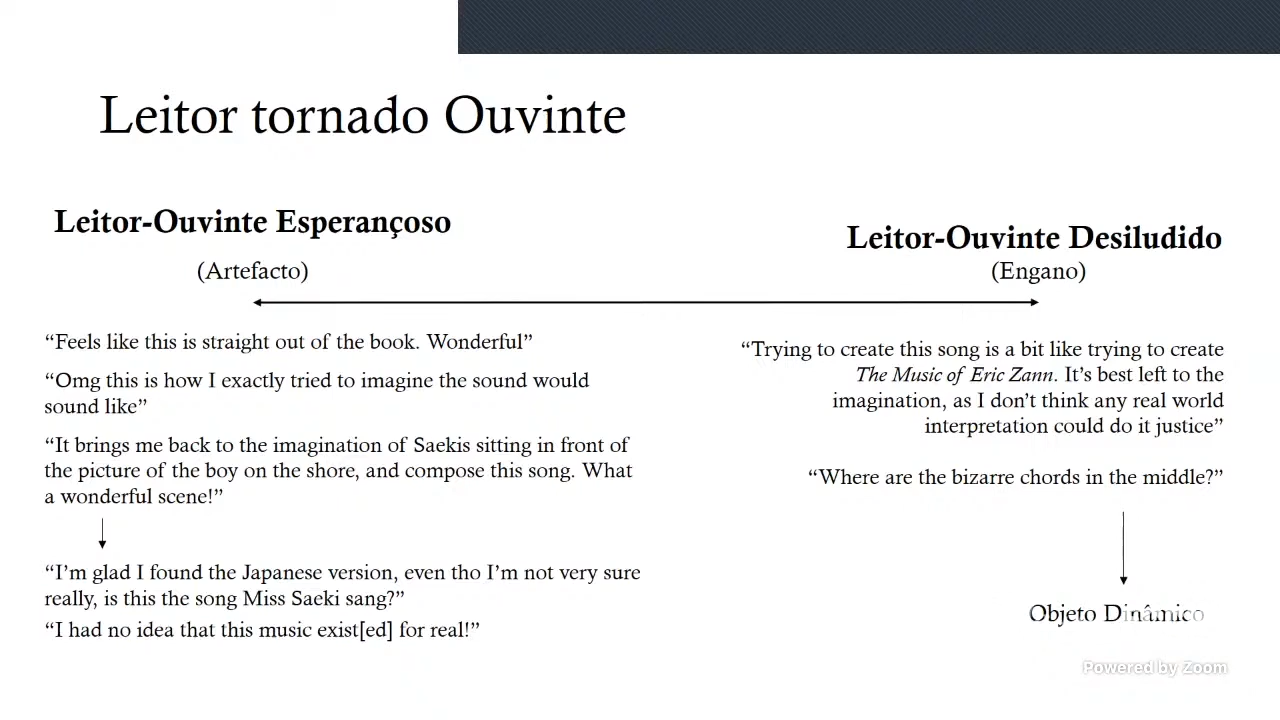 Leitor tornado Ouvinte
Leitor-Ouvinte Esperançoso
(Artefacto)
“Feels like this is straight out of the book. Wonderful”
“Omg this is how I exactly tried to imagine the sound would
sound like”
“It brings me back to the imagination of Saekis sitting in front of
the picture of the boy on the shore, and compose this song. What
a wonderful scene!”
“I’m glad I found the Japanese version, even tho I’m not very sure
really, is this the song Miss Saeki sang?”
“I had no idea that this music exist[ed] for real!”
Leitor-Ouvinte Desiludido
(Engano)
“Trying to create this song is a bit like trying to create
The Music of Eric Zann. It’s best left to the
imagination, as I don’t think any real world
interpretation could do it justice”
“Where are the bizarre chords in the middle?”
Objeto Dinâmico
Powered by Zoom